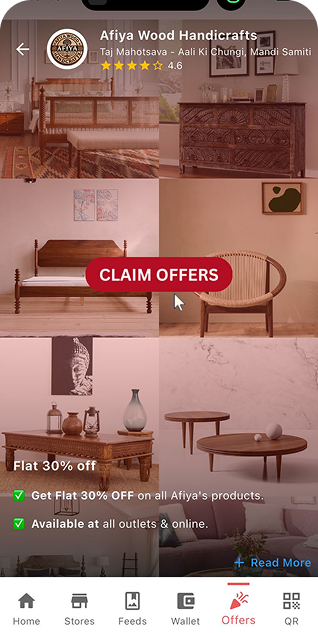 Afiya Wood Handicrafts
Taj Mahotsava - Aali Ki Chungi, Mandi Samiti
4.6
AFIYA
CLAIM OFFERS
Flat 30% off
Get Flat 30% OFF on all Afiya's products.
Available at all outlets & online.
+ Read More
Home Stores Feeds Wallet Offers QR